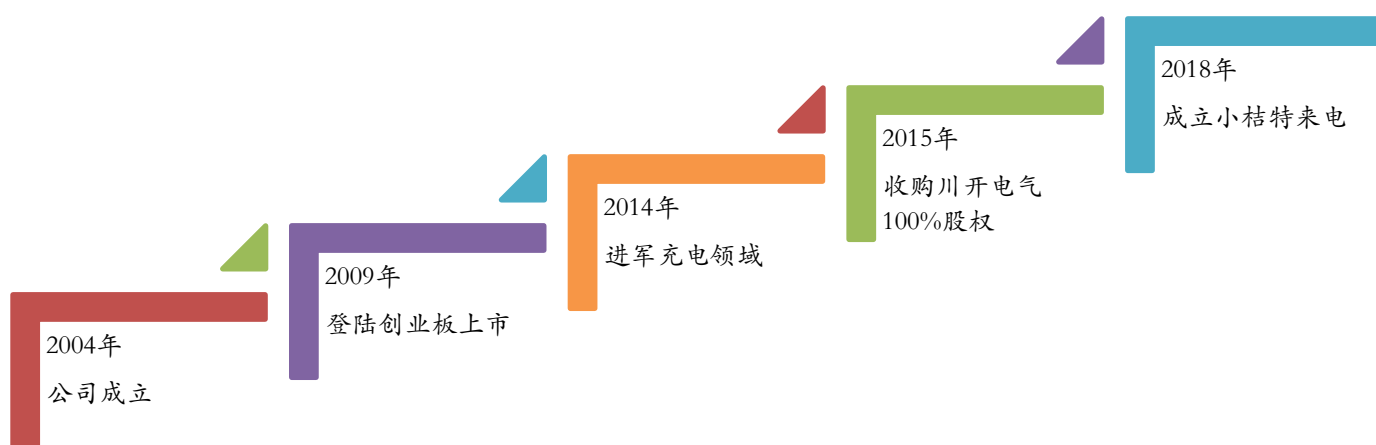 2004年
公司成立
2009年
登陆创业板上市
2014年
进军充电领域
2015年
收购川开电气
100%股权
2018年
成立小桔特来电